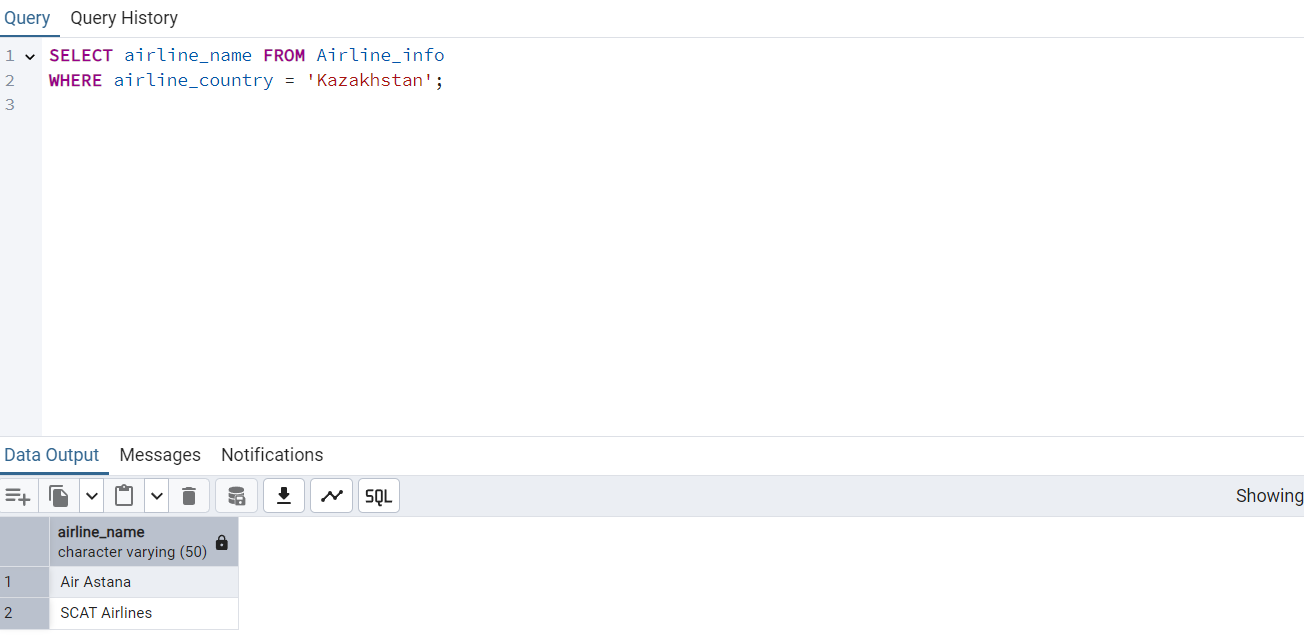 Query Query History
1 SELECT airline_name FROM Airline_info
2 WHERE airline_country = 'Kazakhstan';
3
Data Output Messages Notifications
SQL Showing
airline_name
character varying (50)
1 Air Astana
2 SCAT Airlines